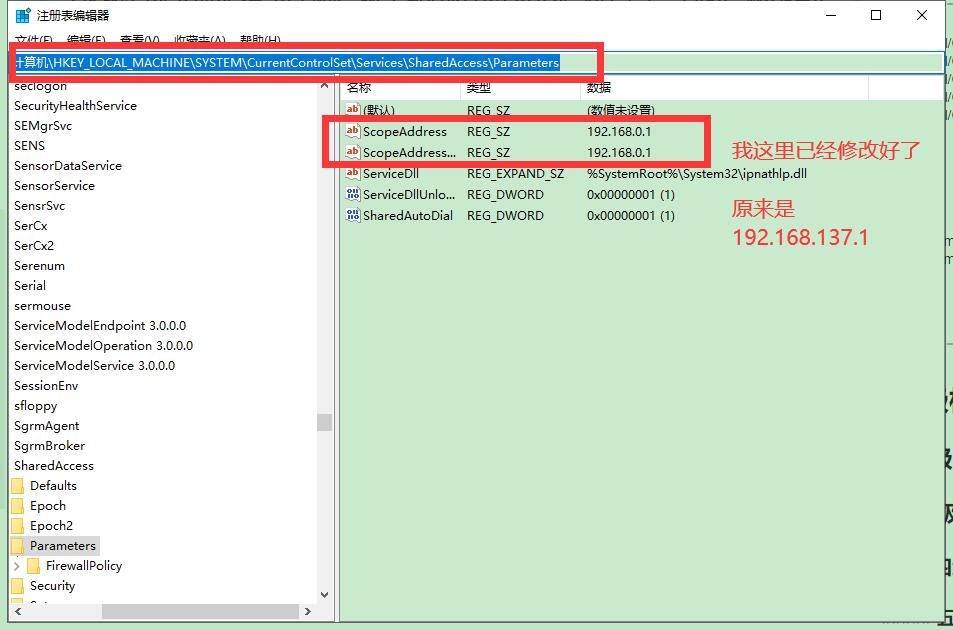 注册表编辑器
文件(F) 编辑(E) 查看(V) 收藏夹(A) 帮助(H)
计算机\HKEY_LOCAL_MACHINE\SYSTEM\CurrentControlSet\Services\SharedAccess\Parameters
seclogon
SecurityHealthService
SEMgrSvc
SENS
SensorDataService
SensorService
SensrSvc
SerCx
SerCx2
Serenum
Serial
sermouse
ServiceModelEndpoint 3.0.0.0
ServiceModelOperation 3.0.0.0
ServiceModelService 3.0.0.0
SessionEnv
sfloppy
SgrmAgent
SgrmBroker
SharedAccess
Defaults
Epoch
Epoch2
Parameters
FirewallPolicy
Security
名称 类型 数据
(默认) REG_SZ (数值未设置)
ScopeAddress REG_SZ 192.168.0.1
ScopeAddress... REG_SZ 192.168.0.1
ServiceDll REG_EXPAND_SZ %SystemRoot%\System32\ipnathlp.dll
ServiceDllUnlo... REG_DWORD 0x00000001 (1)
SharedAutoDial REG_DWORD 0x00000001 (1)
我这里已经修改好了
原来是
192.168.137.1